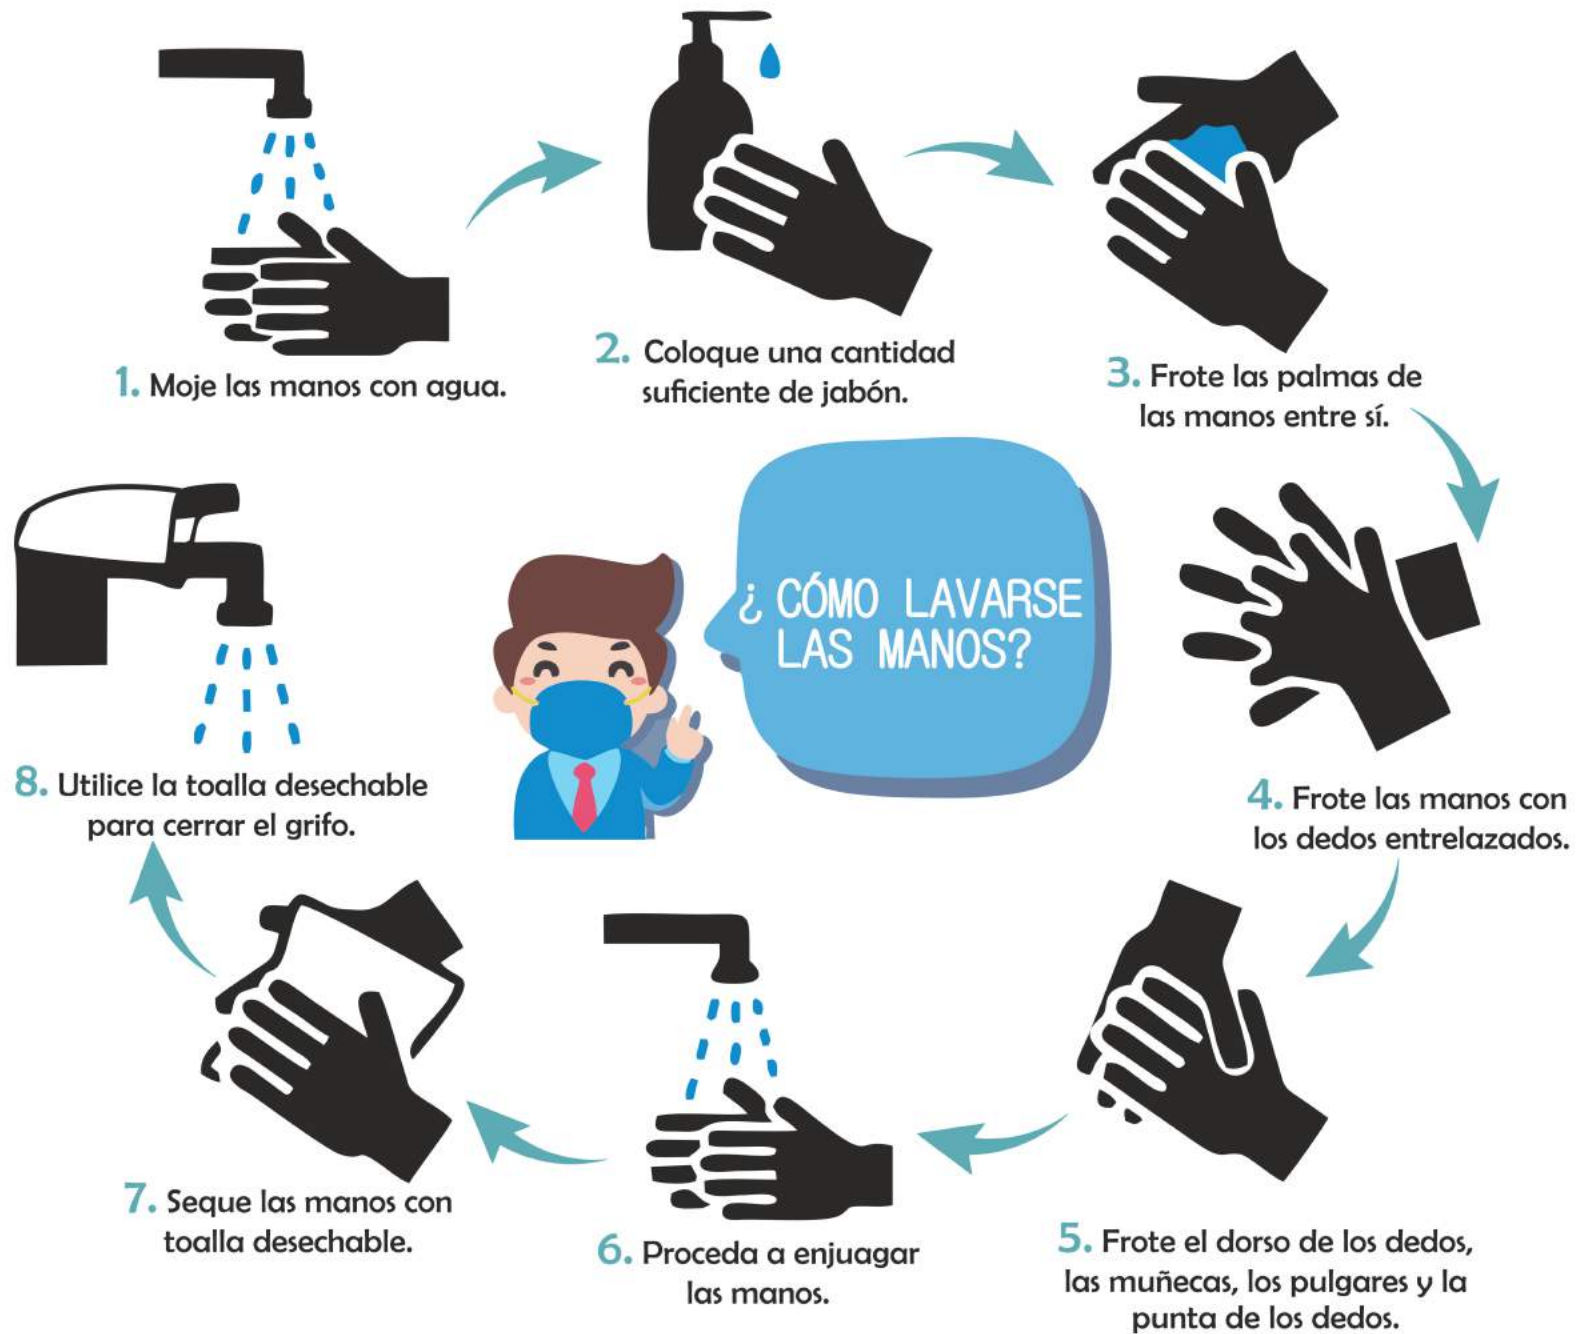 1. Moje las manos con agua.
2. Coloque una cantidad
suficiente de jabón.
3. Frote las palmas de
las manos entre sí.
¿ CÓMO LAVARSE
LAS MANOS?
4. Frote las manos con
los dedos entrelazados.
5. Frote el dorso de los dedos,
las muñecas, los pulgares y la
punta de los dedos.
6. Proceda a enjuagar
las manos.
7. Seque las manos con
toalla desechable.
8. Utilice la toalla desechable
para cerrar el grifo.